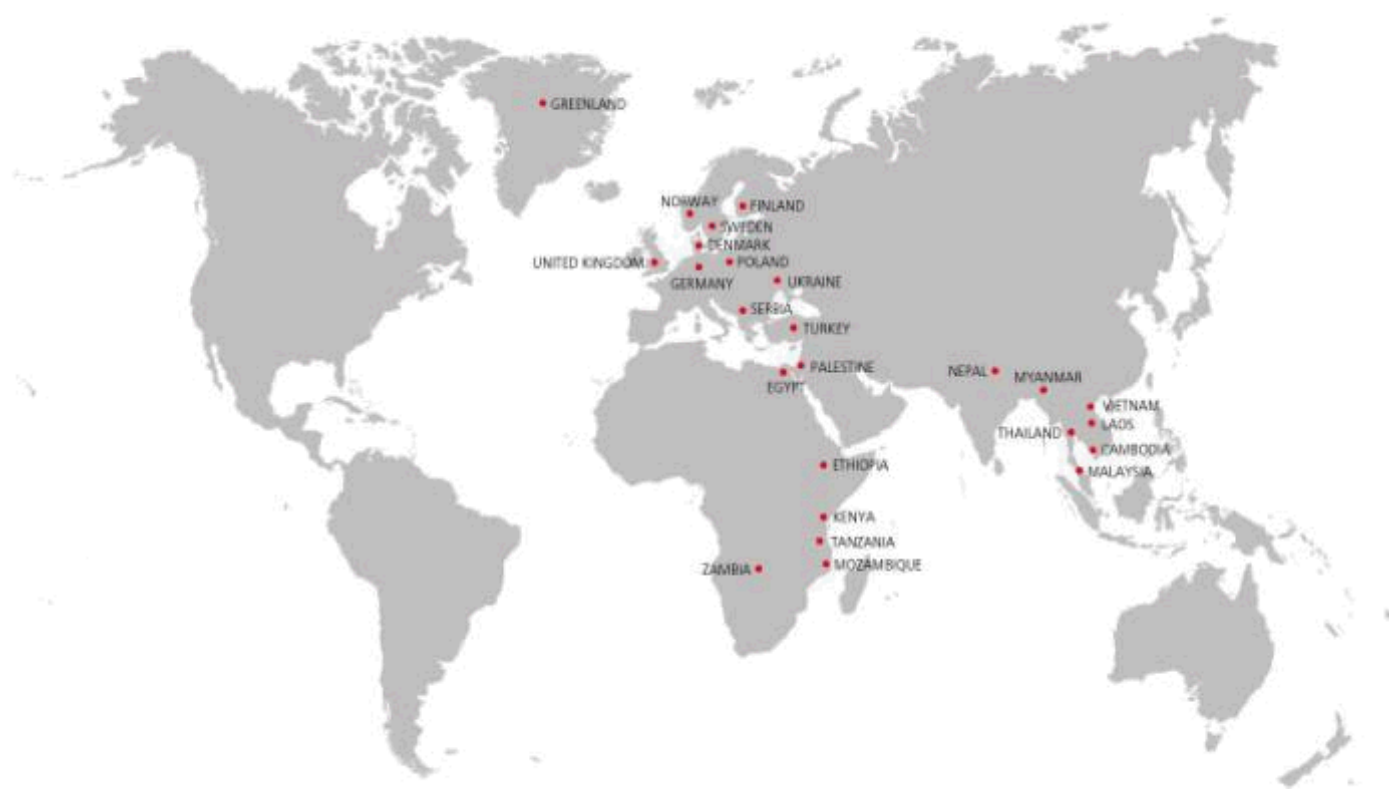 GREENLAND
NORWAY
FINLAND
SWEDEN
DENMARK
UNITED KINGDOM
POLAND
GERMANY
UKRAINE
SERBIA
TURKEY
PALESTINE
EGYPT
NEPAL
MYANMAR
VIETNAM
LAOS
THAILAND
CAMBODIA
MALAYSIA
ETHIOPIA
KENYA
TANZANIA
MOZAMBIQUE
ZAMBIA